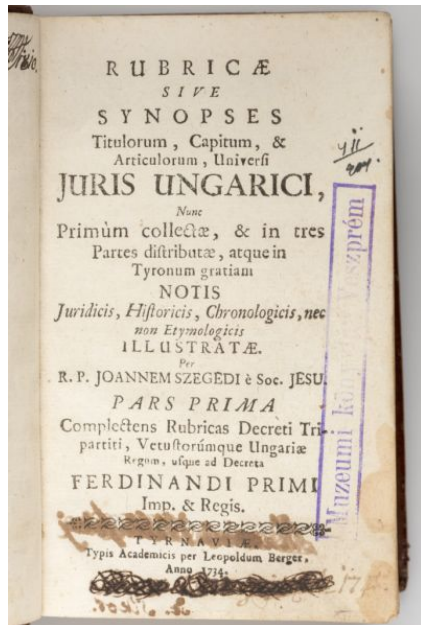 RUBRICÆ
SIVE
SYNOPSES
Titulorum, Capitum, &
Articulorum, Universi
JURIS UNGARICI,
Nunc
Primùm collectæ, & in tres
Partes distributæ, atque in
Tyronum gratiam
NOTIS
Juridicis, Historicis, Chronologicis, nec
non Etymologicis
ILLUSTRATÆ.
Per
R. P. JOANNEM SZEGEDI è Soc. JESU.
PARS PRIMA
Complectens Rubricas Decreti Tri-
partiti, Vetustorúmque Ungariæ
Regum, usque ad Decreta
FERDINANDI PRIMI
Imp. & Regis.
TYRNAVIÆ,
Typis Academicis per Leopoldum Berger,
Anno 1734.
Muzeumi Veszprém